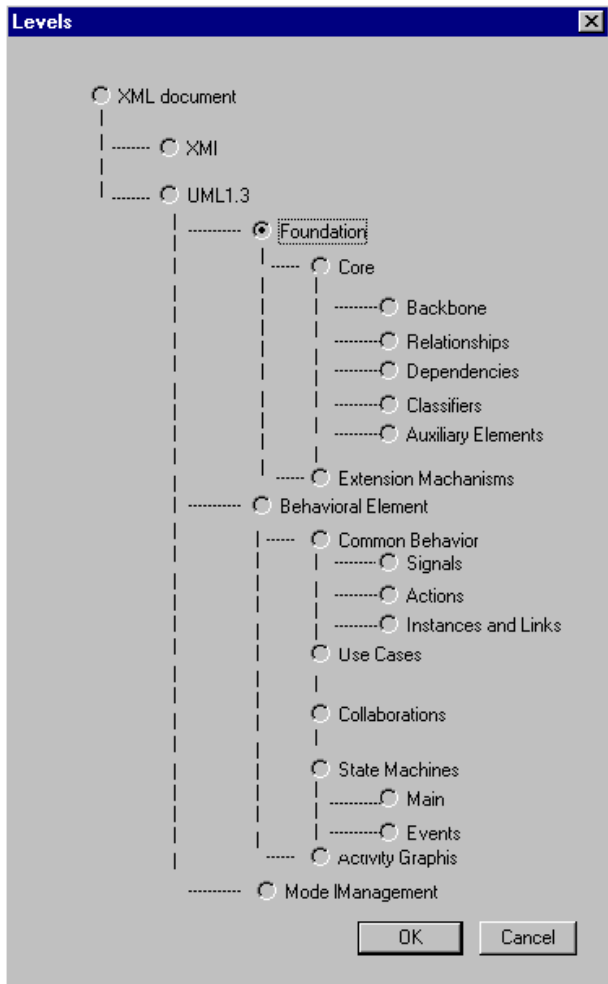 Levels
XML document
XMI
UML1.3
Foundation
Core
Backbone
Relationships
Dependencies
Classifiers
Auxiliary Elements
Extension Machanisms
Behavioral Element
Common Behavior
Signals
Actions
Instances and Links
Use Cases
Collaborations
State Machines
Main
Events
Activity Graphis
Mode lManagement
OK Cancel